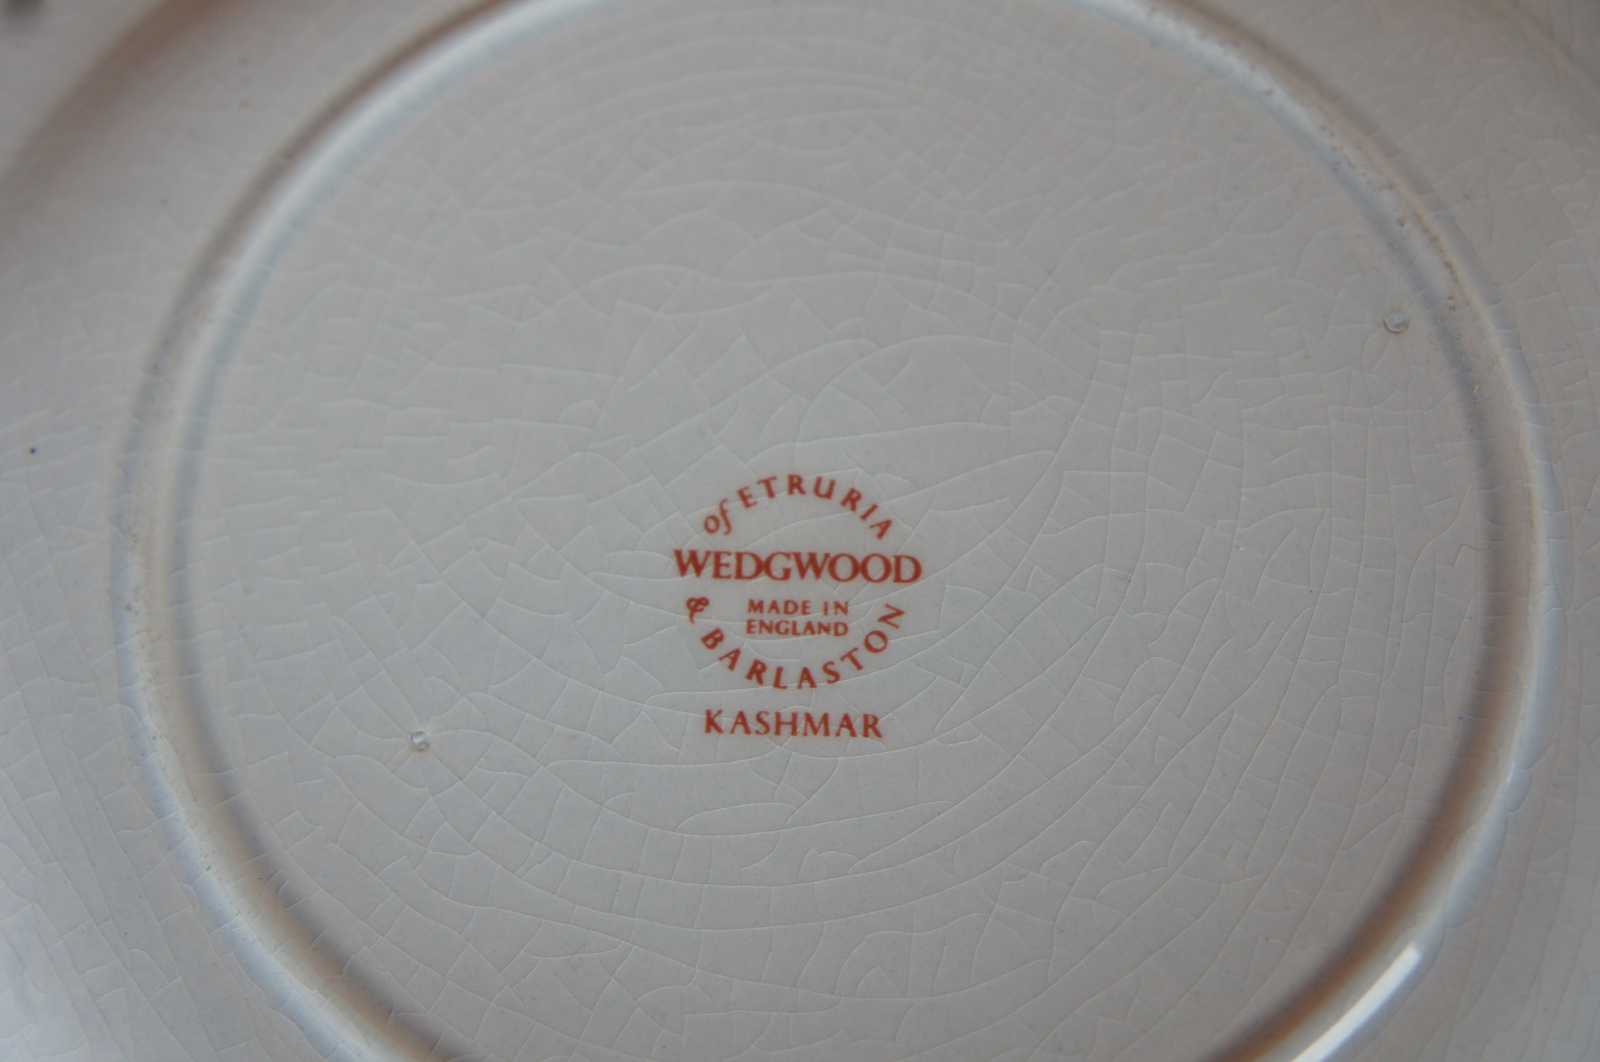 of ETRURIA
WEDGWOOD
MADE IN
ENGLAND
& BARLASTON
KASHMAR